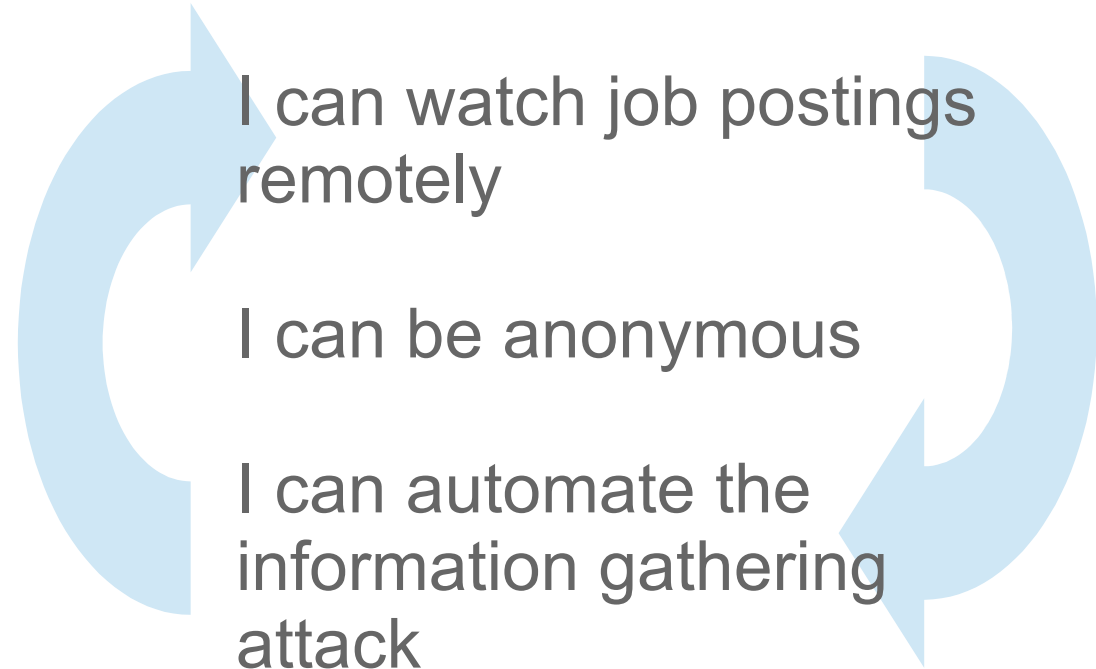 I can watch job postings
remotely
I can be anonymous
I can automate the
information gathering
attack